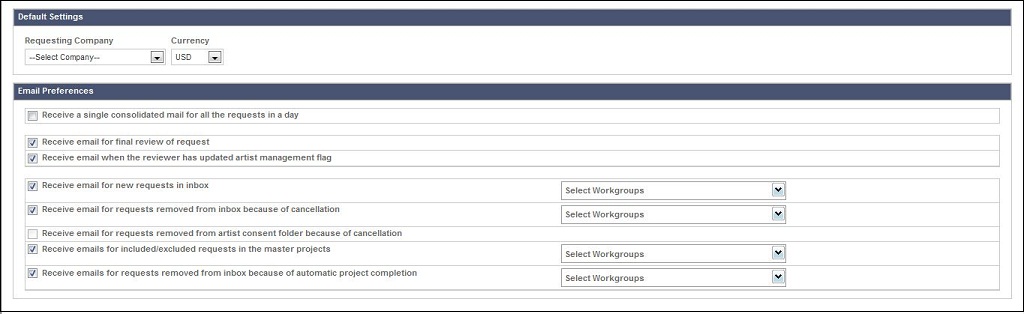 Default Settings
Requesting Company Currency
--Select Company-- USD
Email Preferences
Receive a single consolidated mail for all the requests in a day
Receive email for final review of request
Receive email when the reviewer has updated artist management flag
Receive email for new requests in inbox Select Workgroups
Receive email for requests removed from inbox because of cancellation Select Workgroups
Receive email for requests removed from artist consent folder because of cancellation
Receive emails for included/excluded requests in the master projects Select Workgroups
Receive emails for requests removed from inbox because of automatic project completion Select Workgroups